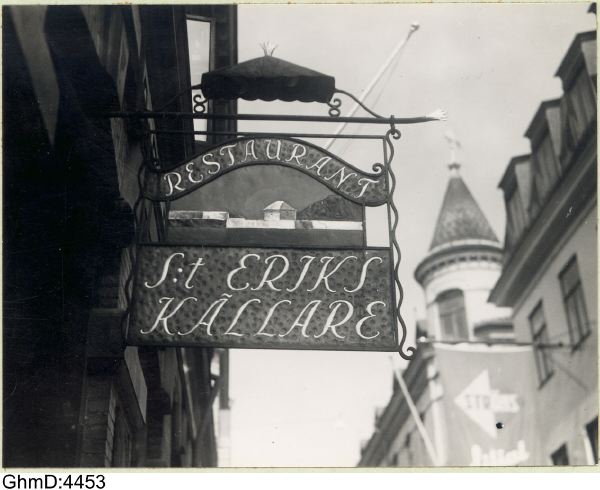 RESTAURANT
S:t ERIKS
KÄLLARE
GhmD:4453